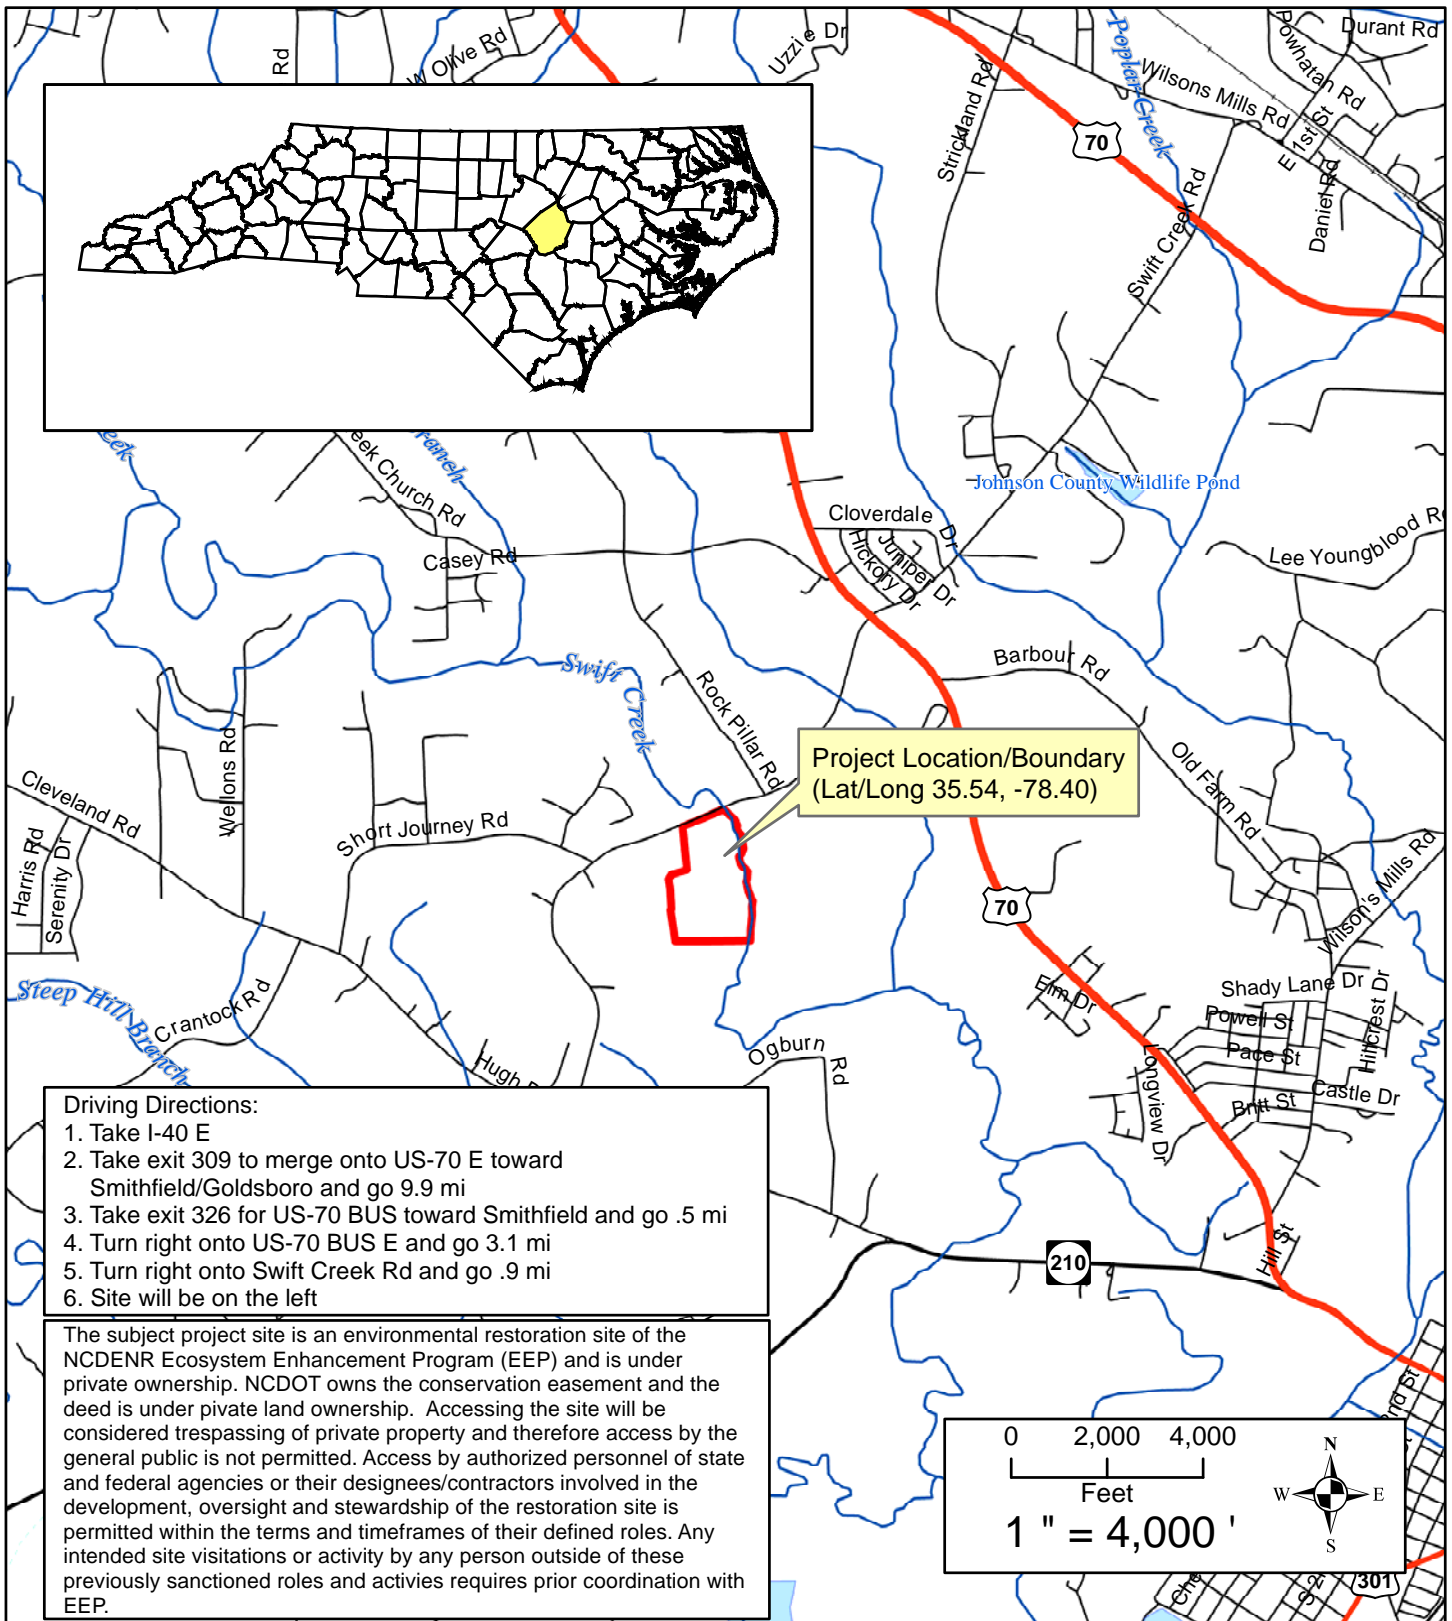 Rd
W Olive Rd
Uzzie Dr
Poplar Creek
Powhatan Rd
Durant Rd
Wilsons Mills Rd
Strickland Rd
70
E 1st St
Daniel Rd
Swift Creek Rd
eek
ranch
eek Church Rd
Johnson County Wildlife Pond
Cloverdale Dr
Juniper Dr
Hickory Dr
Casey Rd
Lee Youngblood R
Swift Creek
Rock Pillar Rd
Barbour Rd
Project Location/Boundary
(Lat/Long 35.54, -78.40)
Old Farm Rd
Wellons Rd
Cleveland Rd
Short Journey Rd
Harris Rd
Serenity Dr
Wilson's Mills Rd
70
Steep Hill Branch
Crantock Rd
Elm Dr
Shady Lane Dr
Powell St
Pace St
Hillcrest Dr
Castle Dr
Britt St
Longview Dr
Ogburn Rd
Hugh
Hill St
210
Driving Directions:
1. Take I-40 E
2. Take exit 309 to merge onto US-70 E toward
Smithfield/Goldsboro and go 9.9 mi
3. Take exit 326 for US-70 BUS toward Smithfield and go .5 mi
4. Turn right onto US-70 BUS E and go 3.1 mi
5. Turn right onto Swift Creek Rd and go .9 mi
6. Site will be on the left
The subject project site is an environmental restoration site of the
NCDENR Ecosystem Enhancement Program (EEP) and is under
private ownership. NCDOT owns the conservation easement and the
deed is under pivate land ownership.  Accessing the site will be
considered trespassing of private property and therefore access by the
general public is not permitted. Access by authorized personnel of state
and federal agencies or their designees/contractors involved in the
development, oversight and stewardship of the restoration site is
permitted within the terms and timeframes of their defined roles. Any
intended site visitations or activity by any person outside of these
previously sanctioned roles and activies requires prior coordination with
EEP.
nd St
0 2,000 4,000
Feet
1 " = 4,000 '
N
W E
S
Che
S 2
301